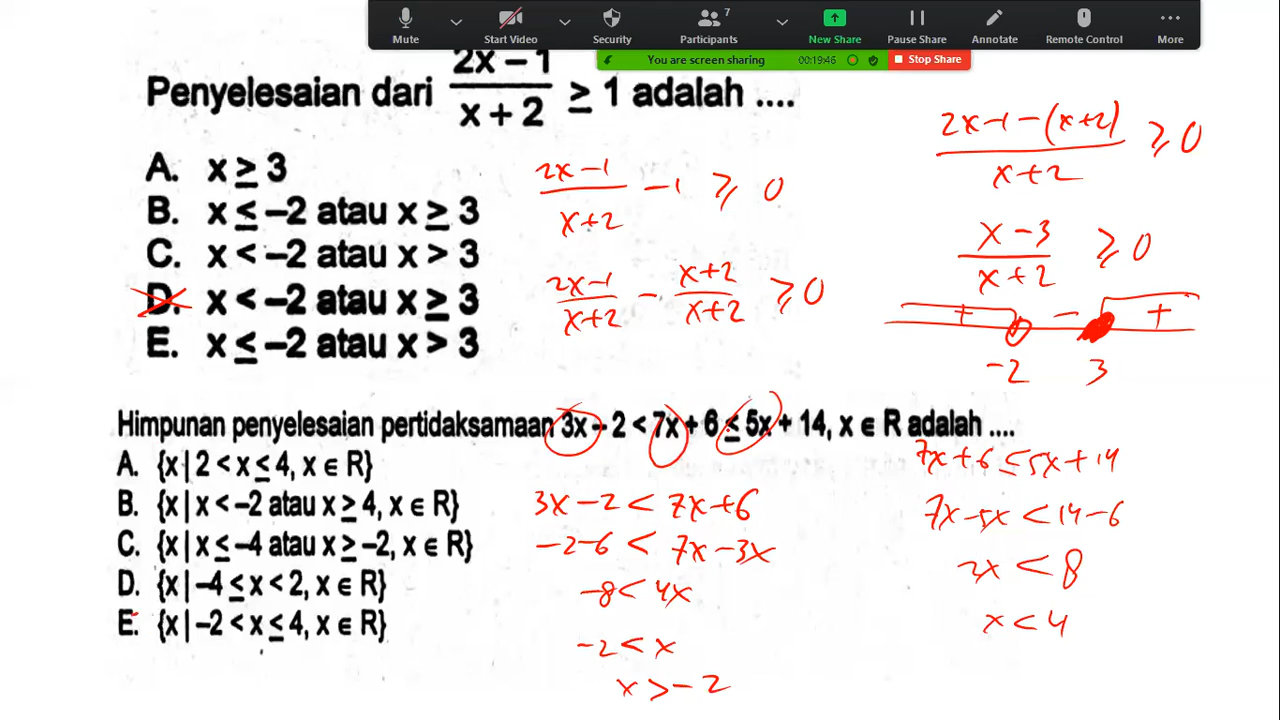 7
Mute
Start Video
Security
Participants
New Share
Pause Share
Annotate
Remote Control
More
You are screen sharing
00:19:46
Stop Share
Penyelesaian dari (2x – 1)/(x + 2) ≥ 1 adalah ....
A. x ≥ 3
B. x ≤ –2 atau x ≥ 3
C. x < –2 atau x > 3
D. x < –2 atau x ≥ 3
E. x ≤ –2 atau x > 3
(2x-1)/(x+2) - 1 ≥ 0
(2x-1)/(x+2) - (x+2)/(x+2) ≥ 0
(2x-1-(x+2))/(x+2) ≥ 0
(x-3)/(x+2) ≥ 0
+ - +
-2 3
Himpunan penyelesaian pertidaksamaan 3x – 2 < 7x + 6 ≤ 5x + 14, x ∈ R adalah ....
A. {x | 2 < x ≤ 4, x ∈ R}
B. {x | x < –2 atau x ≥ 4, x ∈ R}
C. {x | x ≤ –4 atau x ≥ –2, x ∈ R}
D. {x | –4 ≤ x < 2, x ∈ R}
E. {x | –2 < x ≤ 4, x ∈ R}
3x-2 < 7x+6
-2-6 < 7x-3x
-8 < 4x
-2 < x
x > -2
7x+6 ≤ 5x+14
7x-5x < 14-6
2x < 8
x < 4